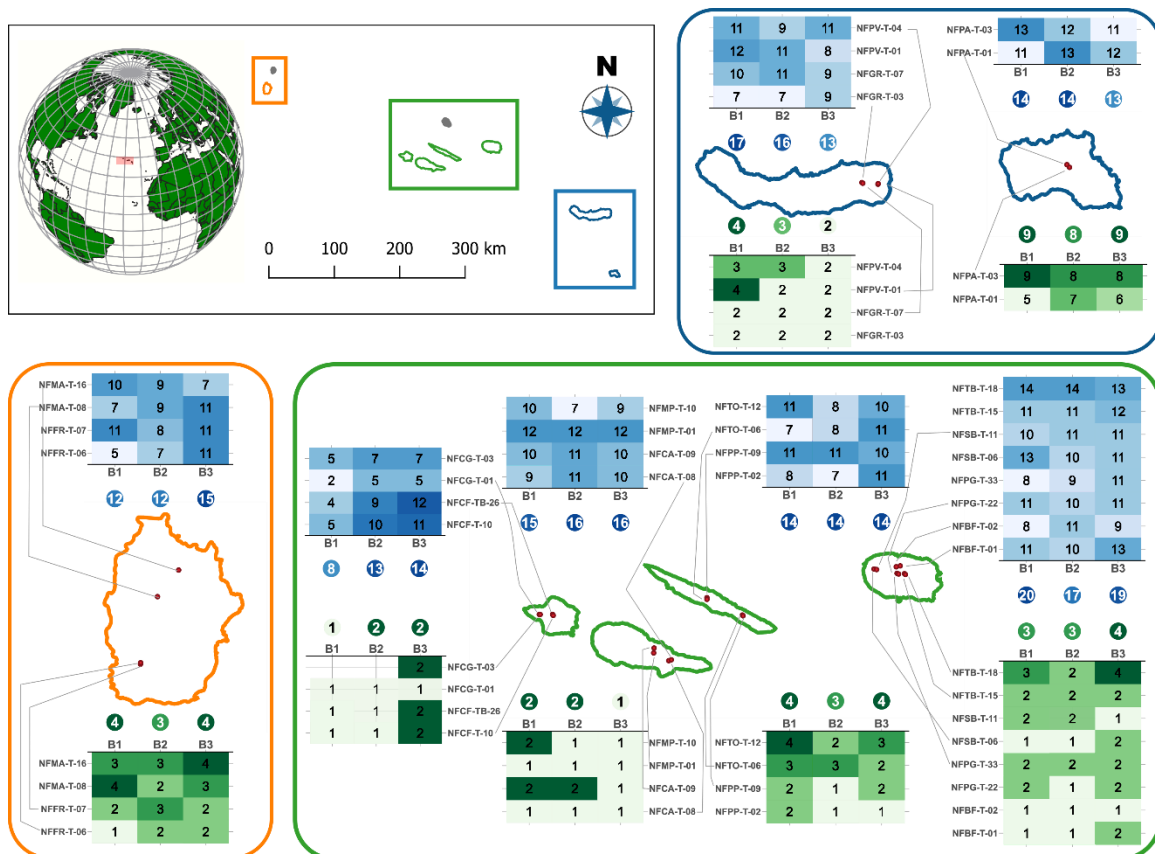 N
0 100 200 300 km
11 9 11 NFPV-T-04
12 11 8 NFPV-T-01
10 11 9 NFGR-T-07
7 7 9 NFGR-T-03
B1 B2 B3
17 16 13
4 3 2
B1 B2 B3
3 3 2 NFPV-T-04
4 2 2 NFPV-T-01
2 2 2 NFGR-T-07
2 2 2 NFGR-T-03
NFPA-T-03 13 12 11
NFPA-T-01 11 13 12
B1 B2 B3
14 14 13
9 8 9
B1 B2 B3
NFPA-T-03 9 8 8
NFPA-T-01 5 7 6
NFMA-T-16 10 9 7
NFMA-T-08 7 9 11
NFFR-T-07 11 8 11
NFFR-T-06 5 7 11
B1 B2 B3
12 12 15
4 3 4
B1 B2 B3
NFMA-T-16 3 3 4
NFMA-T-08 4 2 3
NFFR-T-07 2 3 2
NFFR-T-06 1 2 2
5 7 7 NFCG-T-03
2 5 5 NFCG-T-01
4 9 12 NFCF-TB-26
5 10 11 NFCF-T-10
B1 B2 B3
8 13 14
1 2 2
B1 B2 B3
2 NFCG-T-03
1 1 1 NFCG-T-01
1 1 2 NFCF-TB-26
1 1 2 NFCF-T-10
10 7 9 NFMP-T-10
12 12 12 NFMP-T-01
10 11 10 NFCA-T-09
9 11 10 NFCA-T-08
B1 B2 B3
15 16 16
2 2 1
B1 B2 B3
2 1 1 NFMP-T-10
1 1 1 NFMP-T-01
2 2 1 NFCA-T-09
1 1 1 NFCA-T-08
NFTO-T-12 11 8 10
NFTO-T-06 7 8 11
NFPP-T-09 11 11 10
NFPP-T-02 8 7 11
B1 B2 B3
14 14 14
4 3 4
B1 B2 B3
NFTO-T-12 4 2 3
NFTO-T-06 3 3 2
NFPP-T-09 2 1 2
NFPP-T-02 2 1 1
NFTB-T-18 14 14 13
NFTB-T-15 11 11 12
NFSB-T-11 10 11 11
NFSB-T-06 13 10 11
NFPG-T-33 8 9 11
NFPG-T-22 11 10 11
NFBF-T-02 8 11 9
NFBF-T-01 11 10 13
B1 B2 B3
20 17 19
3 3 4
B1 B2 B3
NFTB-T-18 3 2 4
NFTB-T-15 2 2 2
NFSB-T-11 2 2 1
NFSB-T-06 1 1 2
NFPG-T-33 2 2 2
NFPG-T-22 2 1 2
NFBF-T-02 1 1 1
NFBF-T-01 1 1 2